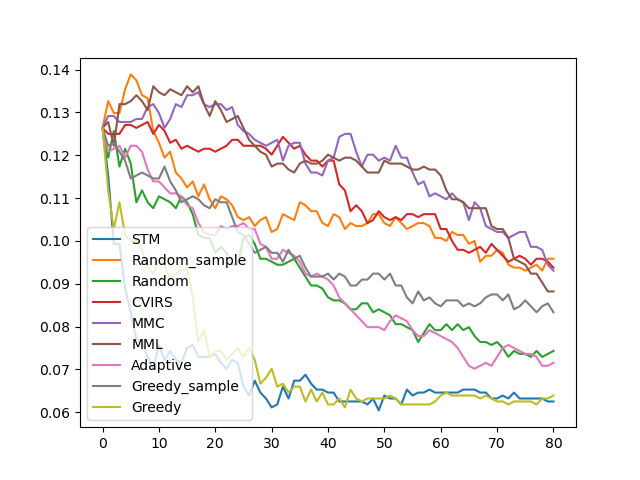 0.14
0.13
0.12
0.11
0.10
0.09
0.08
0.07
0.06
STM
Random_sample
Random
CVIRS
MMC
MML
Adaptive
Greedy_sample
Greedy
0 10 20 30 40 50 60 70 80